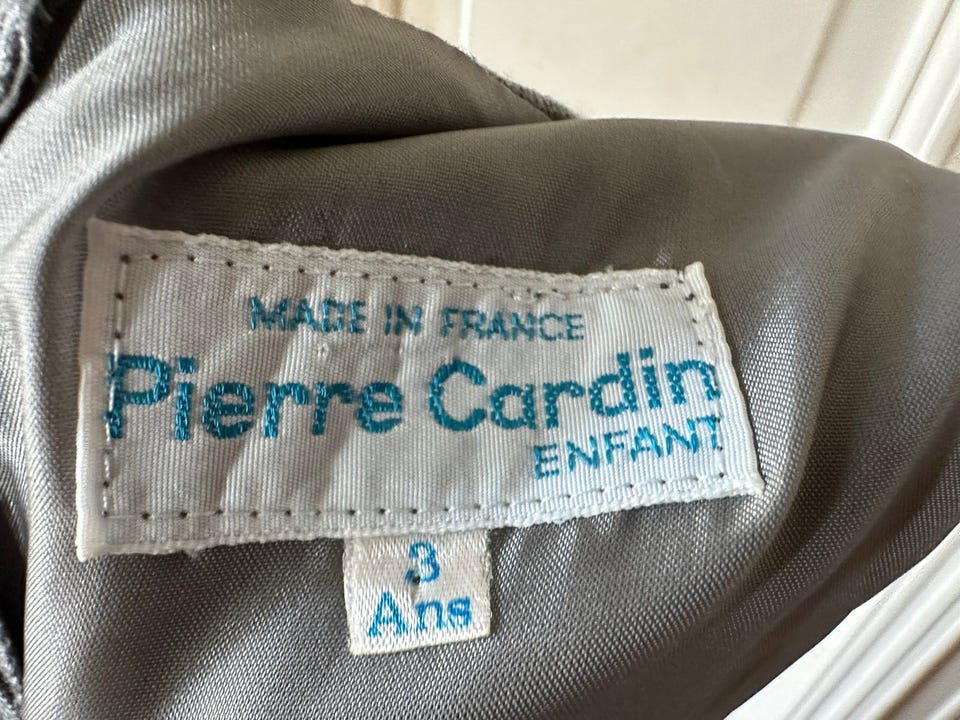 MADE IN FRANCE
Pierre Cardin
ENFANT
3
Ans